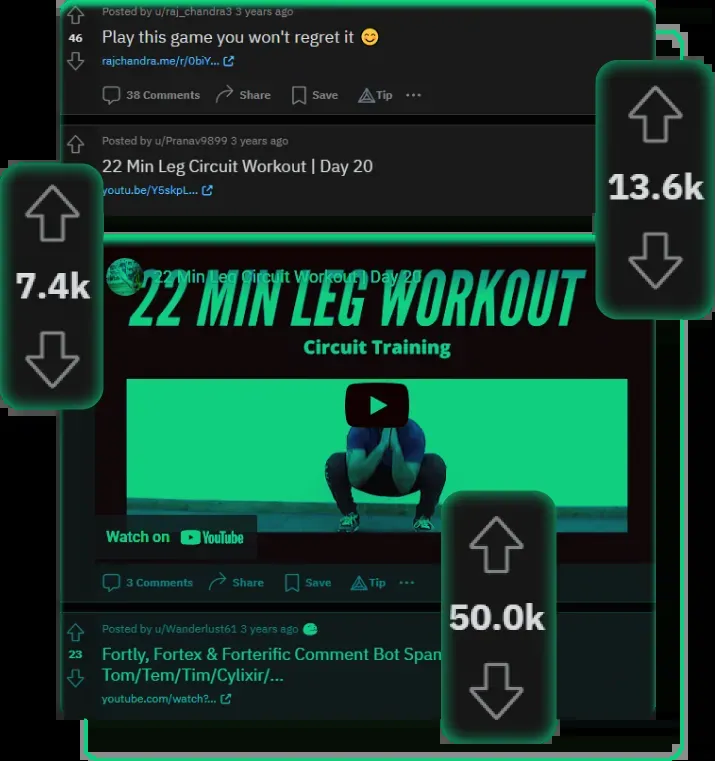 Posted by u/raj_chandra3 3 years ago
46
Play this game you won't regret it 😊
rajchandra.me/r/0biY...
38 Comments Share Save Tip ...
Posted by u/Pranav9899 3 years ago
22 Min Leg Circuit Workout | Day 20
youtu.be/Y5skpL...
13.6k
7.4k
22 Min Leg Circuit Workout | Day 20
22 MIN LEG WORKOUT
Circuit Training
Watch on YouTube
3 Comments Share Save Tip ...
50.0k
Posted by u/Wanderlust61 3 years ago
23
Fortly, Fortex & Forterific Comment Bot Spam
Tom/Tem/Tim/Cylixir/...
youtube.com/watch?...